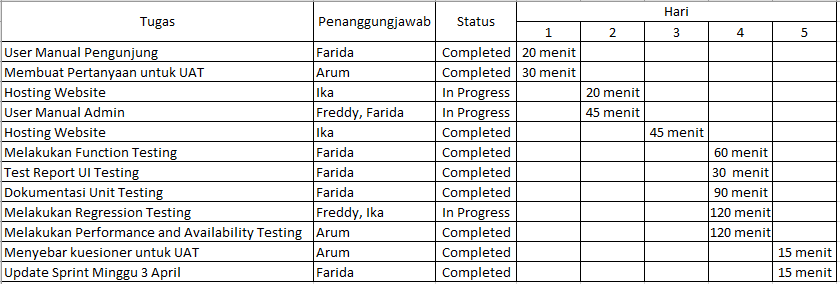 Tugas Penanggungjawab Status Hari
1 2 3 4 5
User Manual Pengunjung Farida Completed 20 menit
Membuat Pertanyaan untuk UAT Arum Completed 30 menit
Hosting Website Ika In Progress 20 menit
User Manual Admin Freddy, Farida In Progress 45 menit
Hosting Website Ika Completed 45 menit
Melakukan Function Testing Farida Completed 60 menit
Test Report UI Testing Farida Completed 30 menit
Dokumentasi Unit Testing Farida Completed 90 menit
Melakukan Regression Testing Freddy, Ika In Progress 120 menit
Melakukan Performance and Availability Testing Arum Completed 120 menit
Menyebar kuesioner untuk UAT Arum Completed 15 menit
Update Sprint Minggu 3 April Farida Completed 15 menit